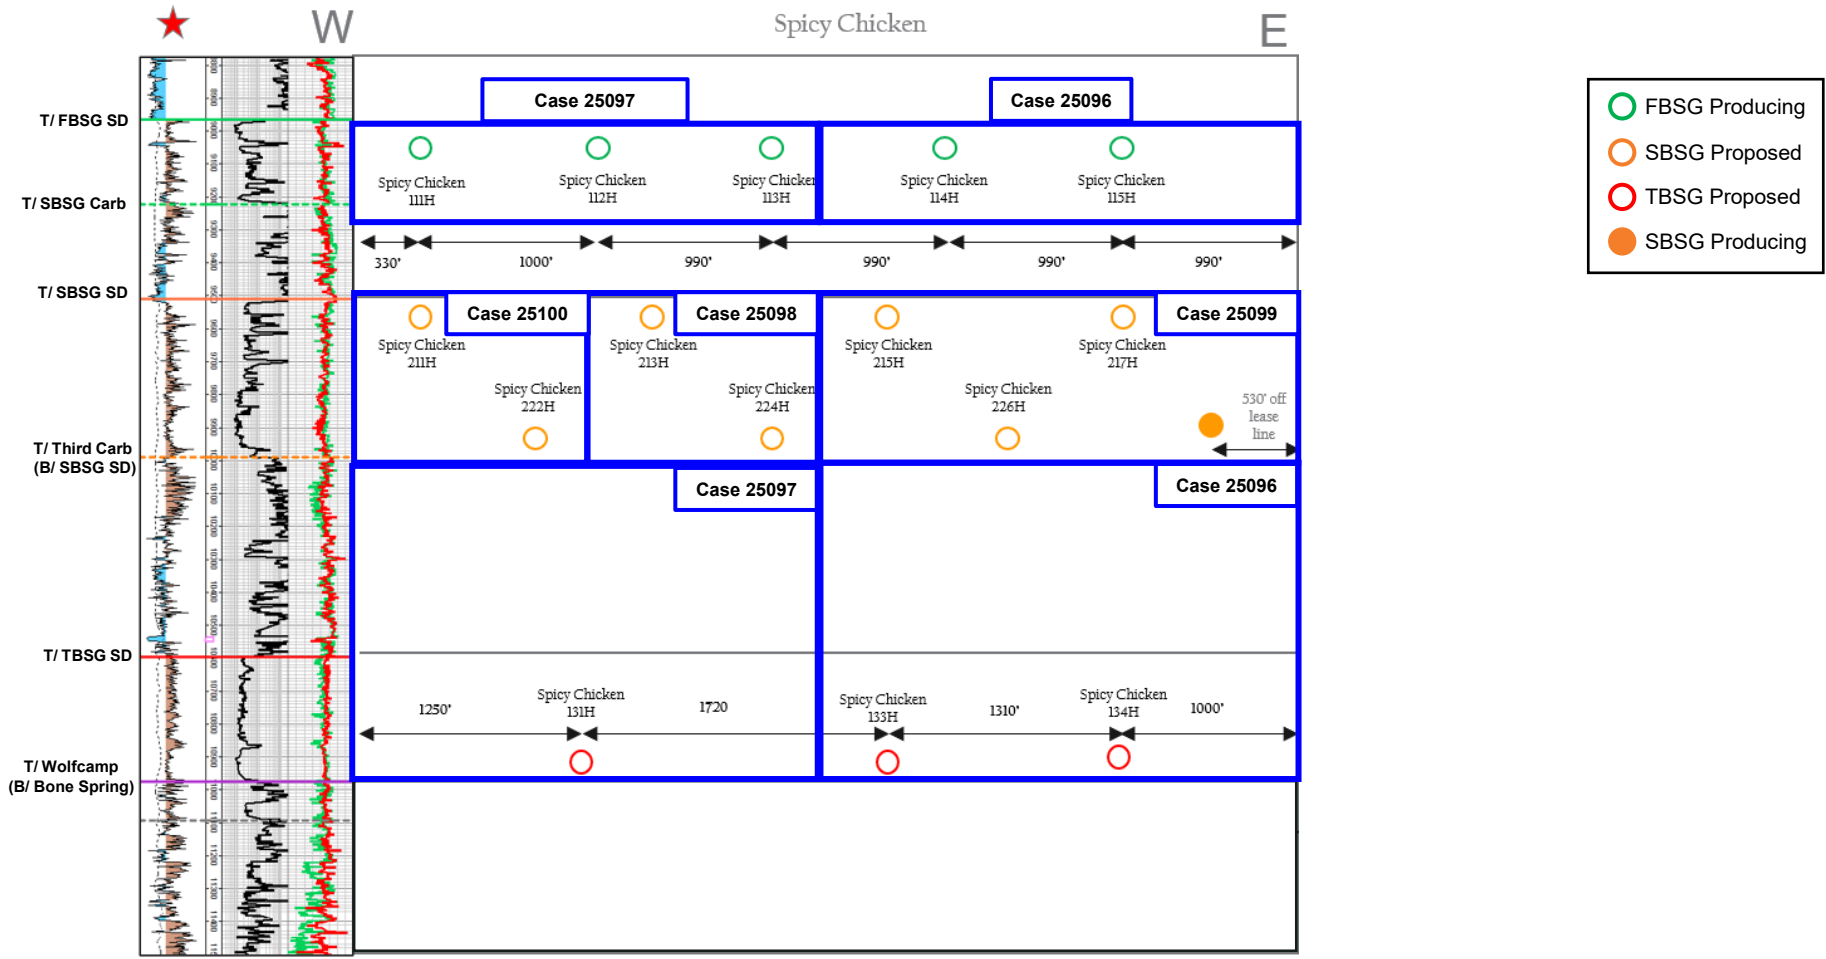 W
Spicy Chicken
E
Case 25097
Case 25096
FBSG Producing
SBSG Proposed
TBSG Proposed
SBSG Producing
T/ FBSG SD
T/ SBSG Carb
T/ SBSG SD
T/ Third Carb
(B/ SBSG SD)
T/ TBSG SD
T/ Wolfcamp
(B/ Bone Spring)
Spicy Chicken
111H
Spicy Chicken
112H
Spicy Chicken
113H
Spicy Chicken
114H
Spicy Chicken
115H
330'
1000'
990'
990'
990'
990'
Case 25100
Case 25098
Case 25099
Spicy Chicken
211H
Spicy Chicken
213H
Spicy Chicken
215H
Spicy Chicken
217H
Spicy Chicken
222H
Spicy Chicken
224H
Spicy Chicken
226H
530' off
lease
line
Case 25097
Case 25096
1250'
Spicy Chicken
131H
1720
Spicy Chicken
133H
1310'
Spicy Chicken
134H
1000'